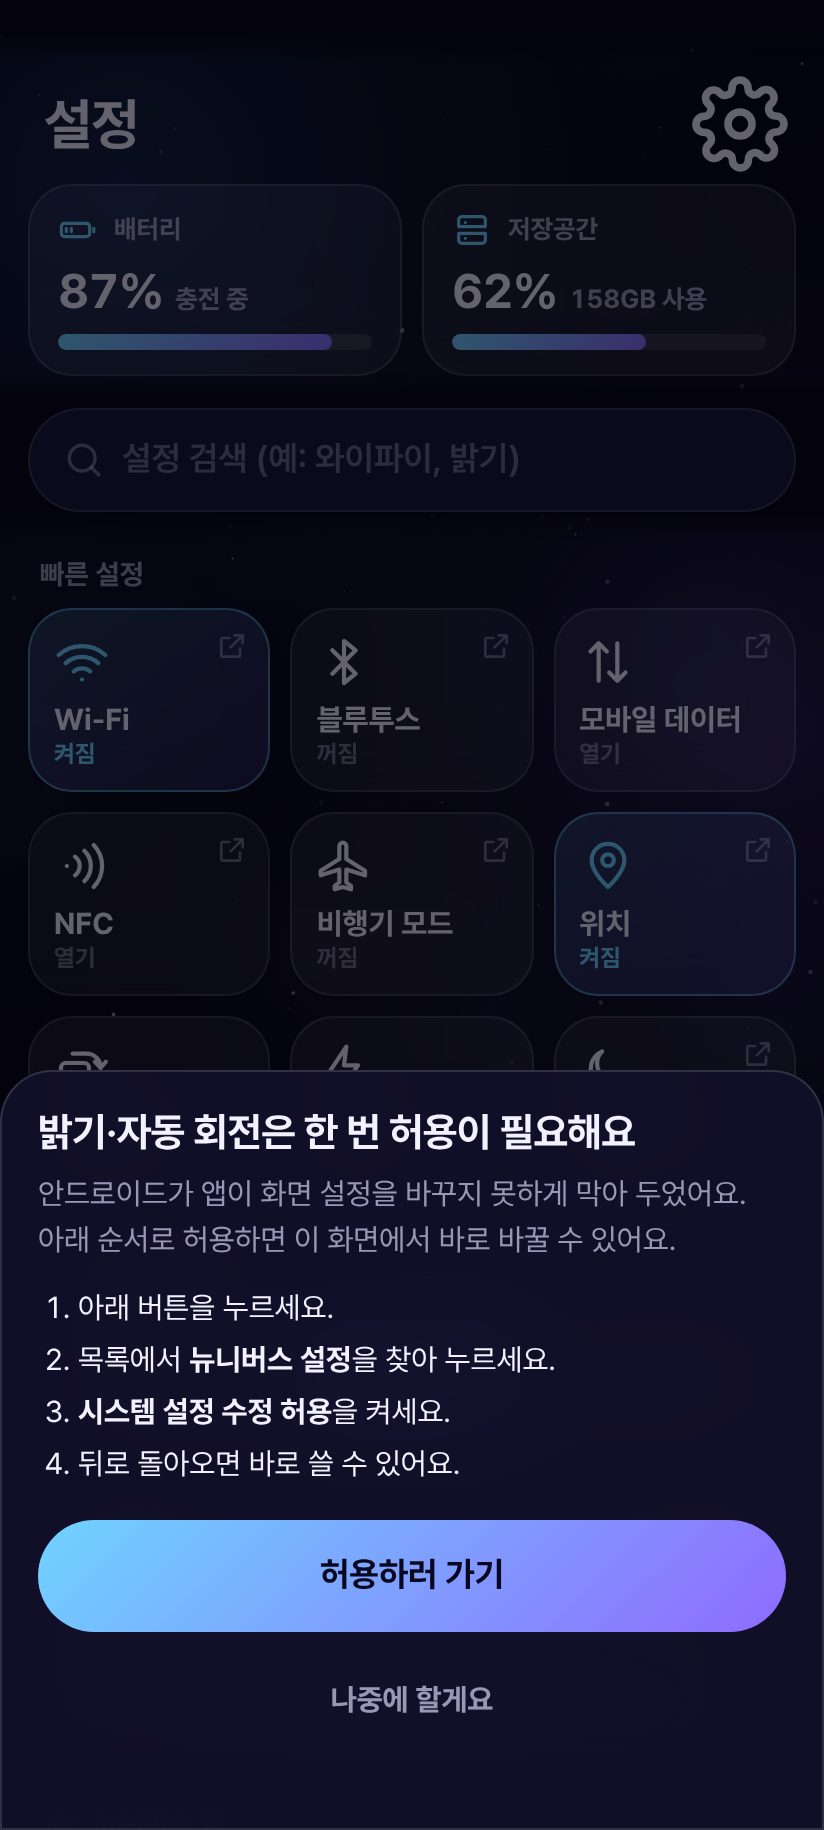 설정
배터리
87% 충전 중
저장공간
62% 158GB 사용
설정 검색 (예: 와이파이, 밝기)
빠른 설정
Wi-Fi
켜짐
블루투스
꺼짐
모바일 데이터
열기
NFC
열기
비행기 모드
꺼짐
위치
켜짐
밝기·자동 회전은 한 번 허용이 필요해요
안드로이드가 앱이 화면 설정을 바꾸지 못하게 막아 두었어요.
아래 순서로 허용하면 이 화면에서 바로 바꿀 수 있어요.
1. 아래 버튼을 누르세요.
2. 목록에서 뉴니버스 설정을 찾아 누르세요.
3. 시스템 설정 수정 허용을 켜세요.
4. 뒤로 돌아오면 바로 쓸 수 있어요.
허용하러 가기
나중에 할게요